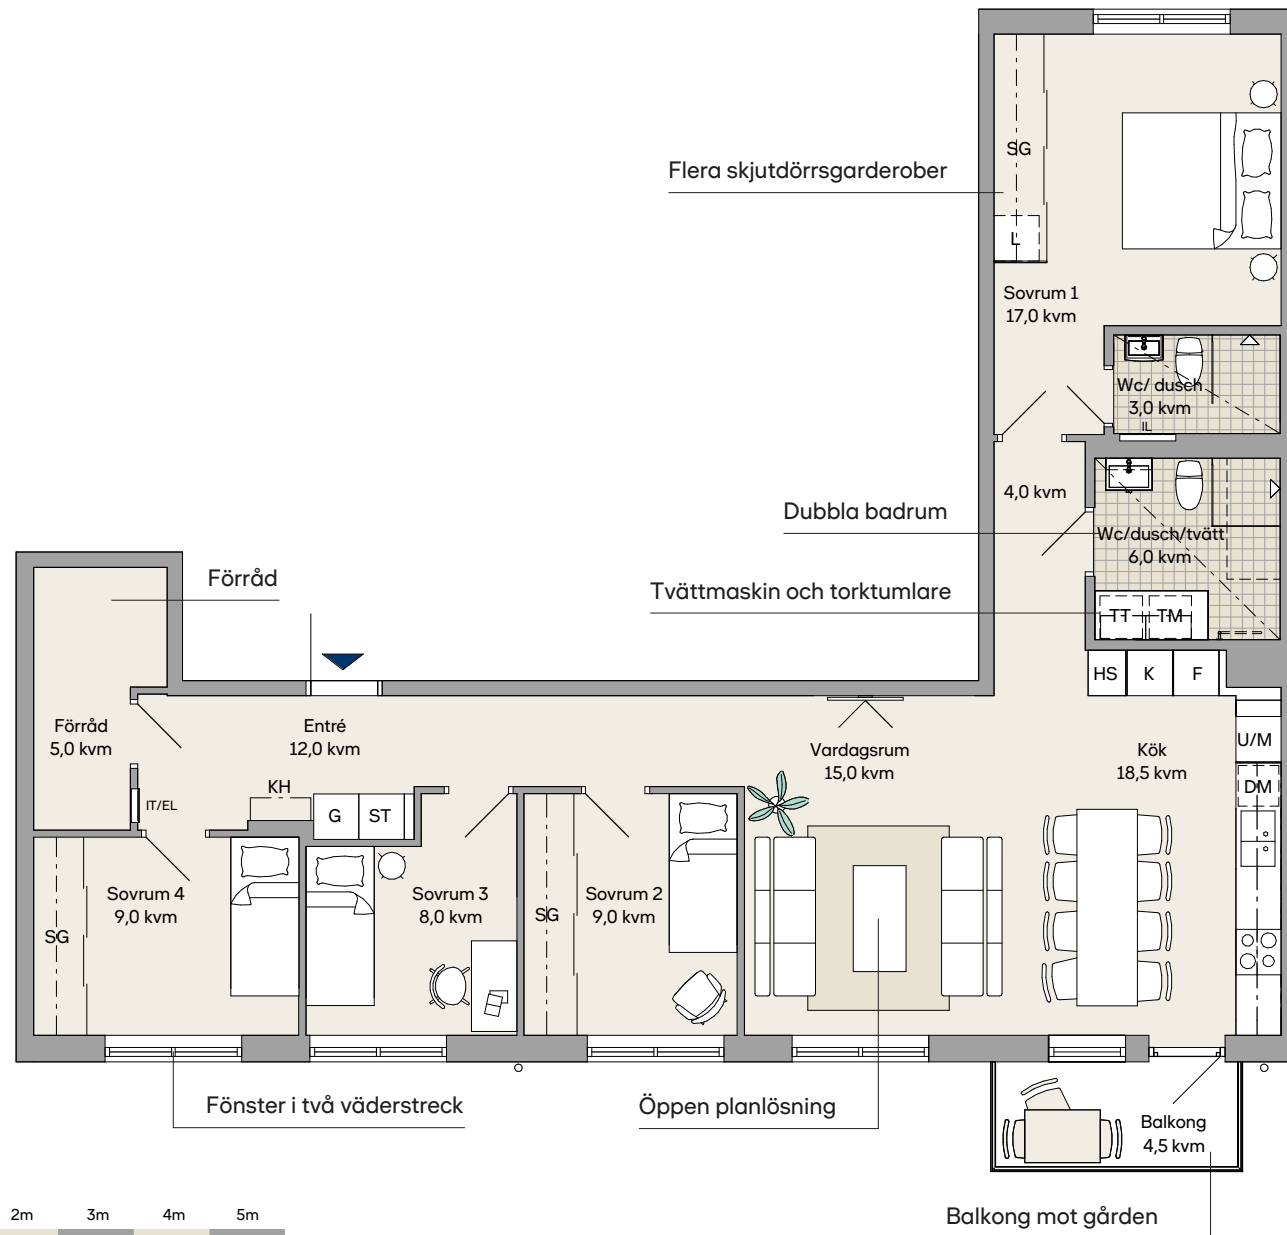 Flera skjutdörrsgarderober
SG
L
Sovrum 1
17,0 kvm
Wc/ dusch
3,0 kvm
IL
4,0 kvm
Dubbla badrum
Wc/dusch/tvätt
6,0 kvm
Tvättmaskin och torktumlare
TT
TM
HS
K
F
Förråd
Förråd
5,0 kvm
Entré
12,0 kvm
Vardagsrum
15,0 kvm
Kök
18,5 kvm
U/M
DM
KH
IT/EL
G
ST
Sovrum 4
9,0 kvm
SG
Sovrum 3
8,0 kvm
Sovrum 2
9,0 kvm
SG
Fönster i två väderstreck
Öppen planlösning
Balkong
4,5 kvm
Balkong mot gården
2m 3m 4m 5m